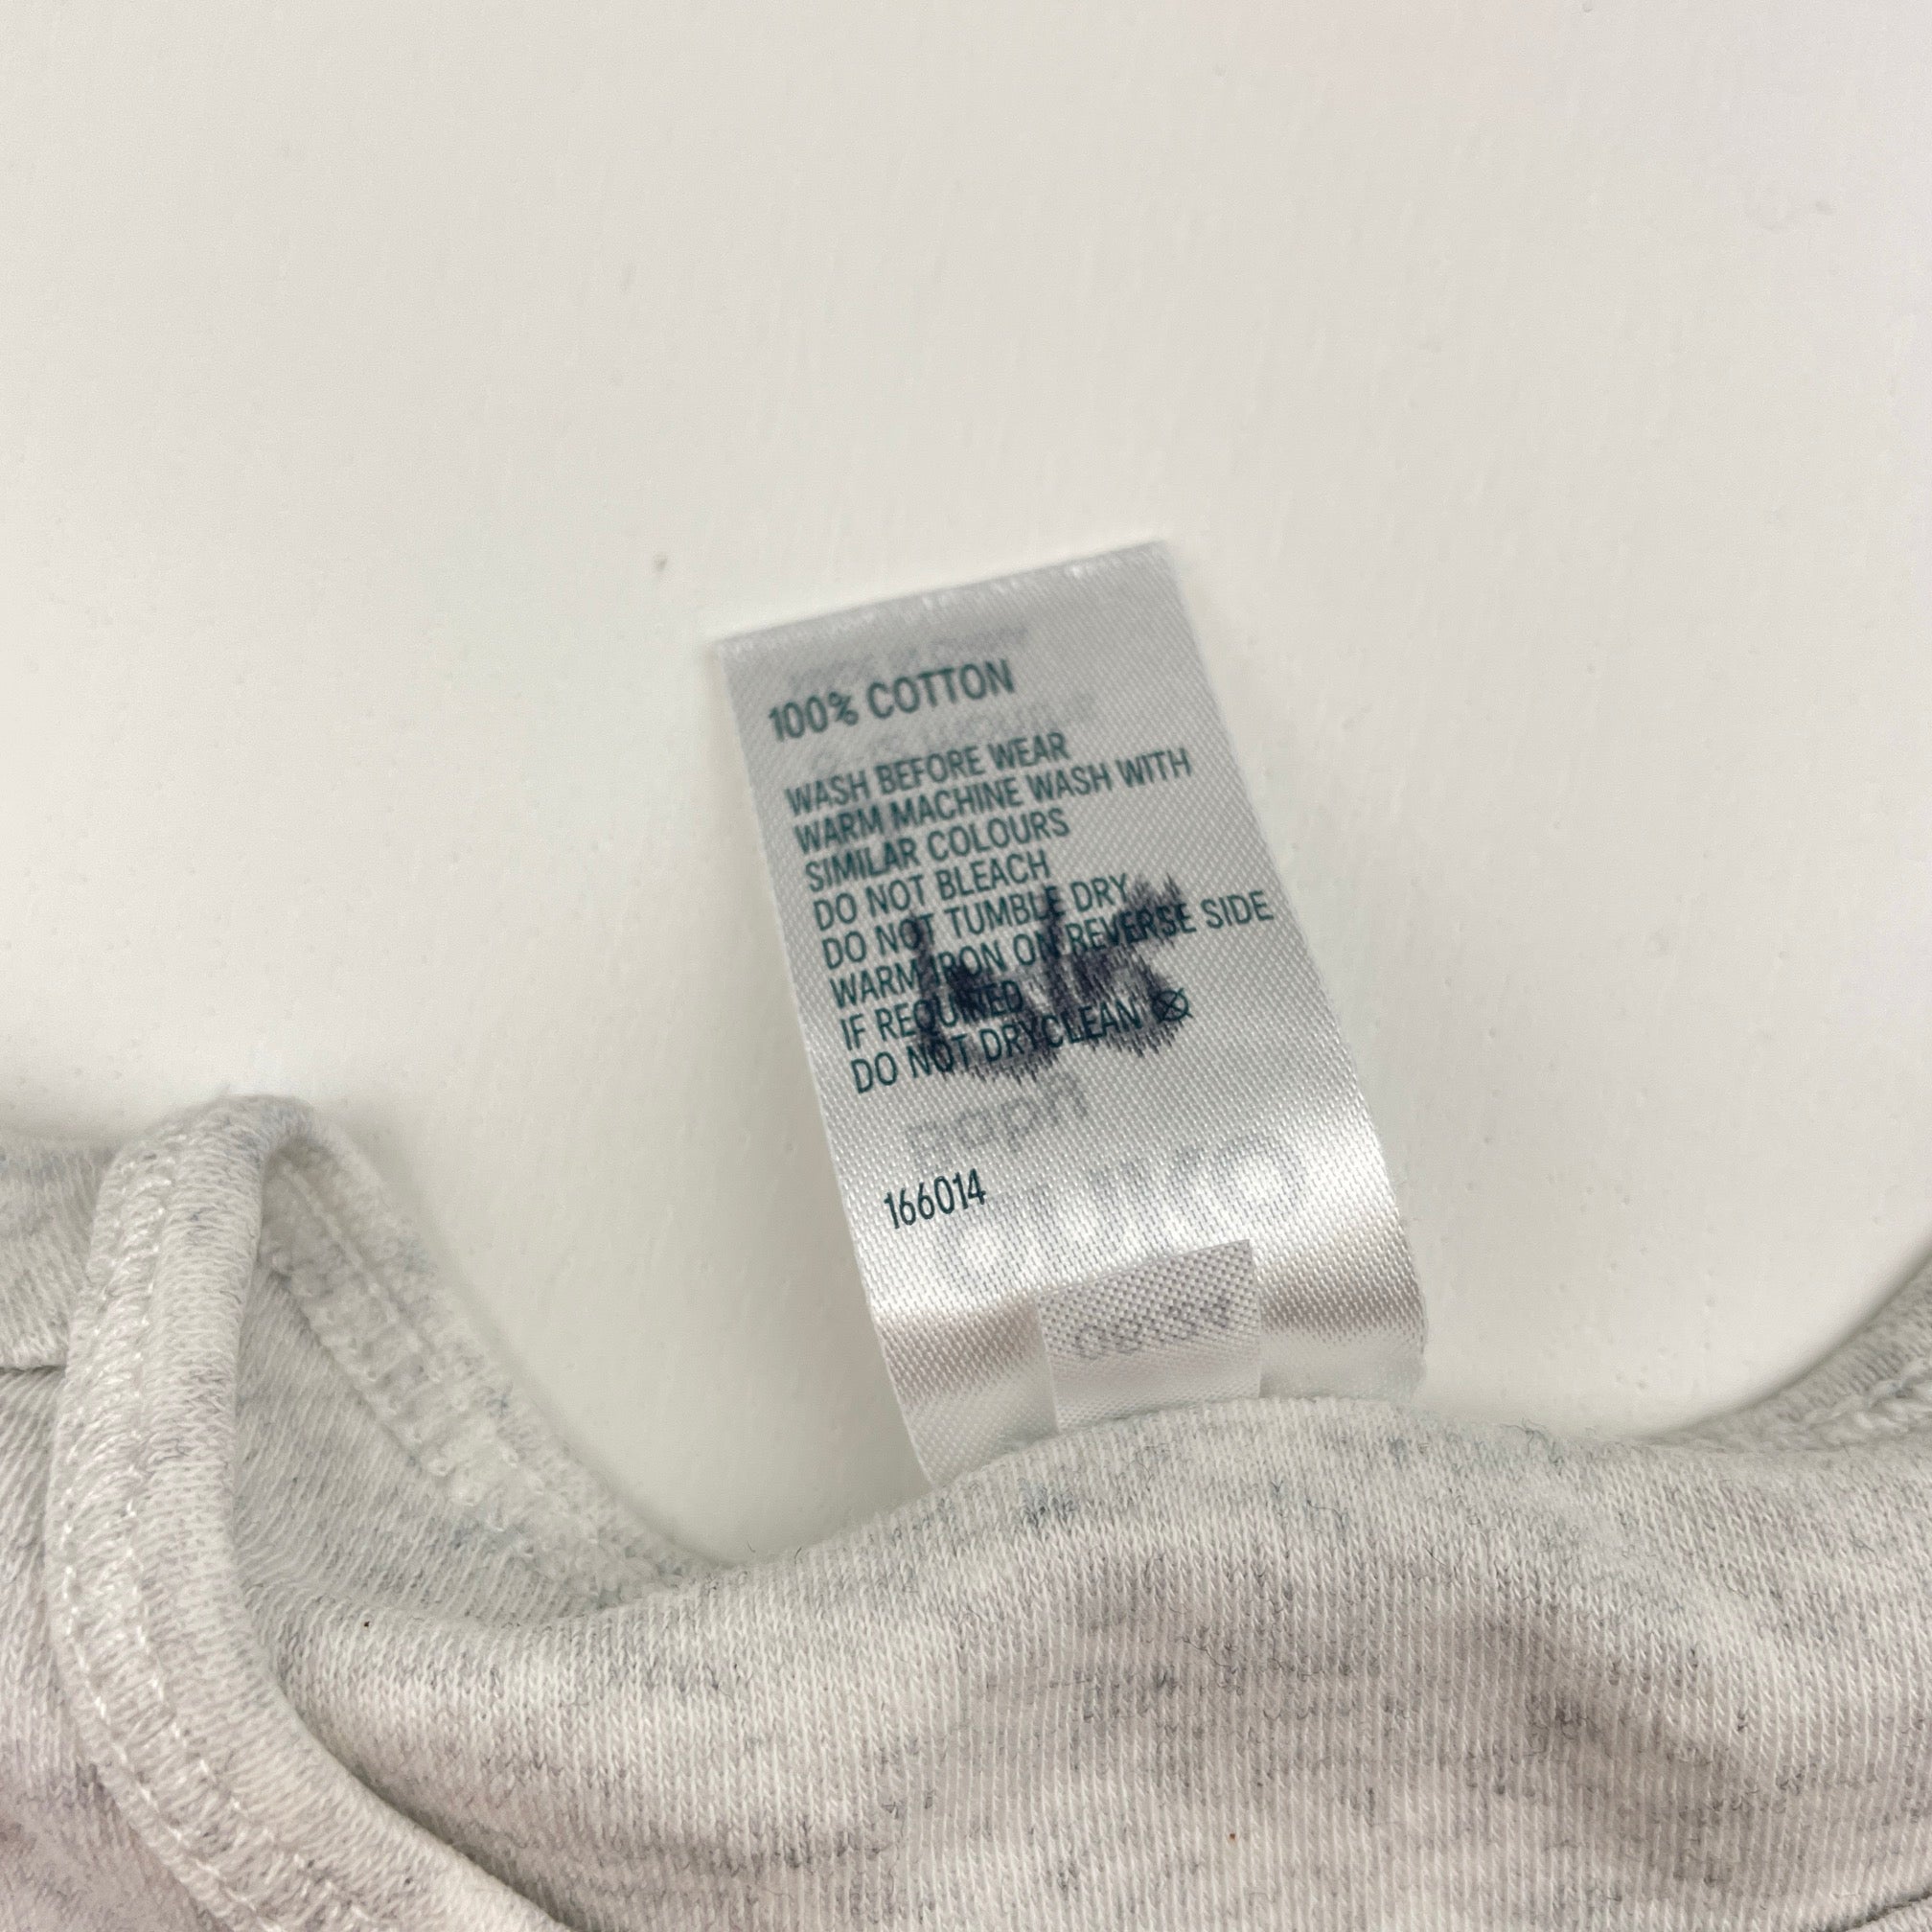 100% COTTON
WASH BEFORE WEAR
WARM MACHINE WASH WITH
SIMILAR COLOURS
DO NOT BLEACH
DO NOT TUMBLE DRY
WARM IRON ON REVERSE SIDE
IF REQUIRED
DO NOT DRYCLEAN
166014